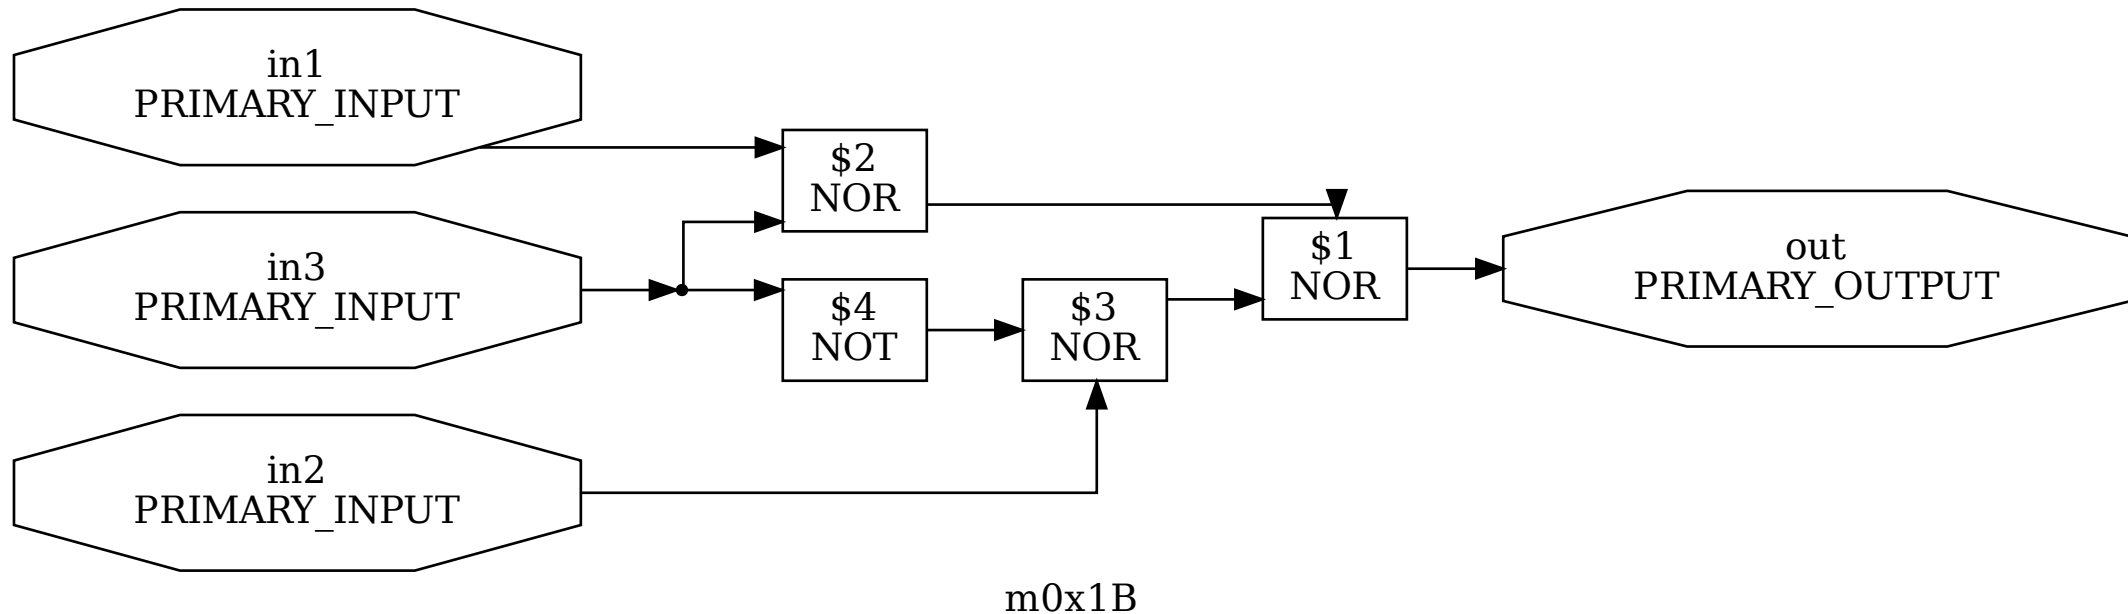 in1
PRIMARY_INPUT
in3
PRIMARY_INPUT
in2
PRIMARY_INPUT
$2
NOR
$4
NOT
$3
NOR
$1
NOR
out
PRIMARY_OUTPUT
m0x1B